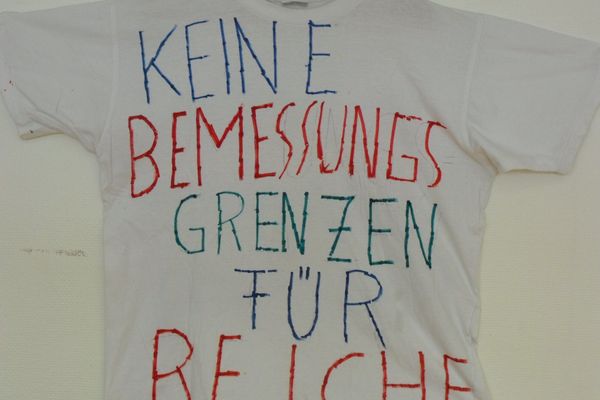 KEINE
BEMESSUNGS
GRENZEN
FÜR
REICHE